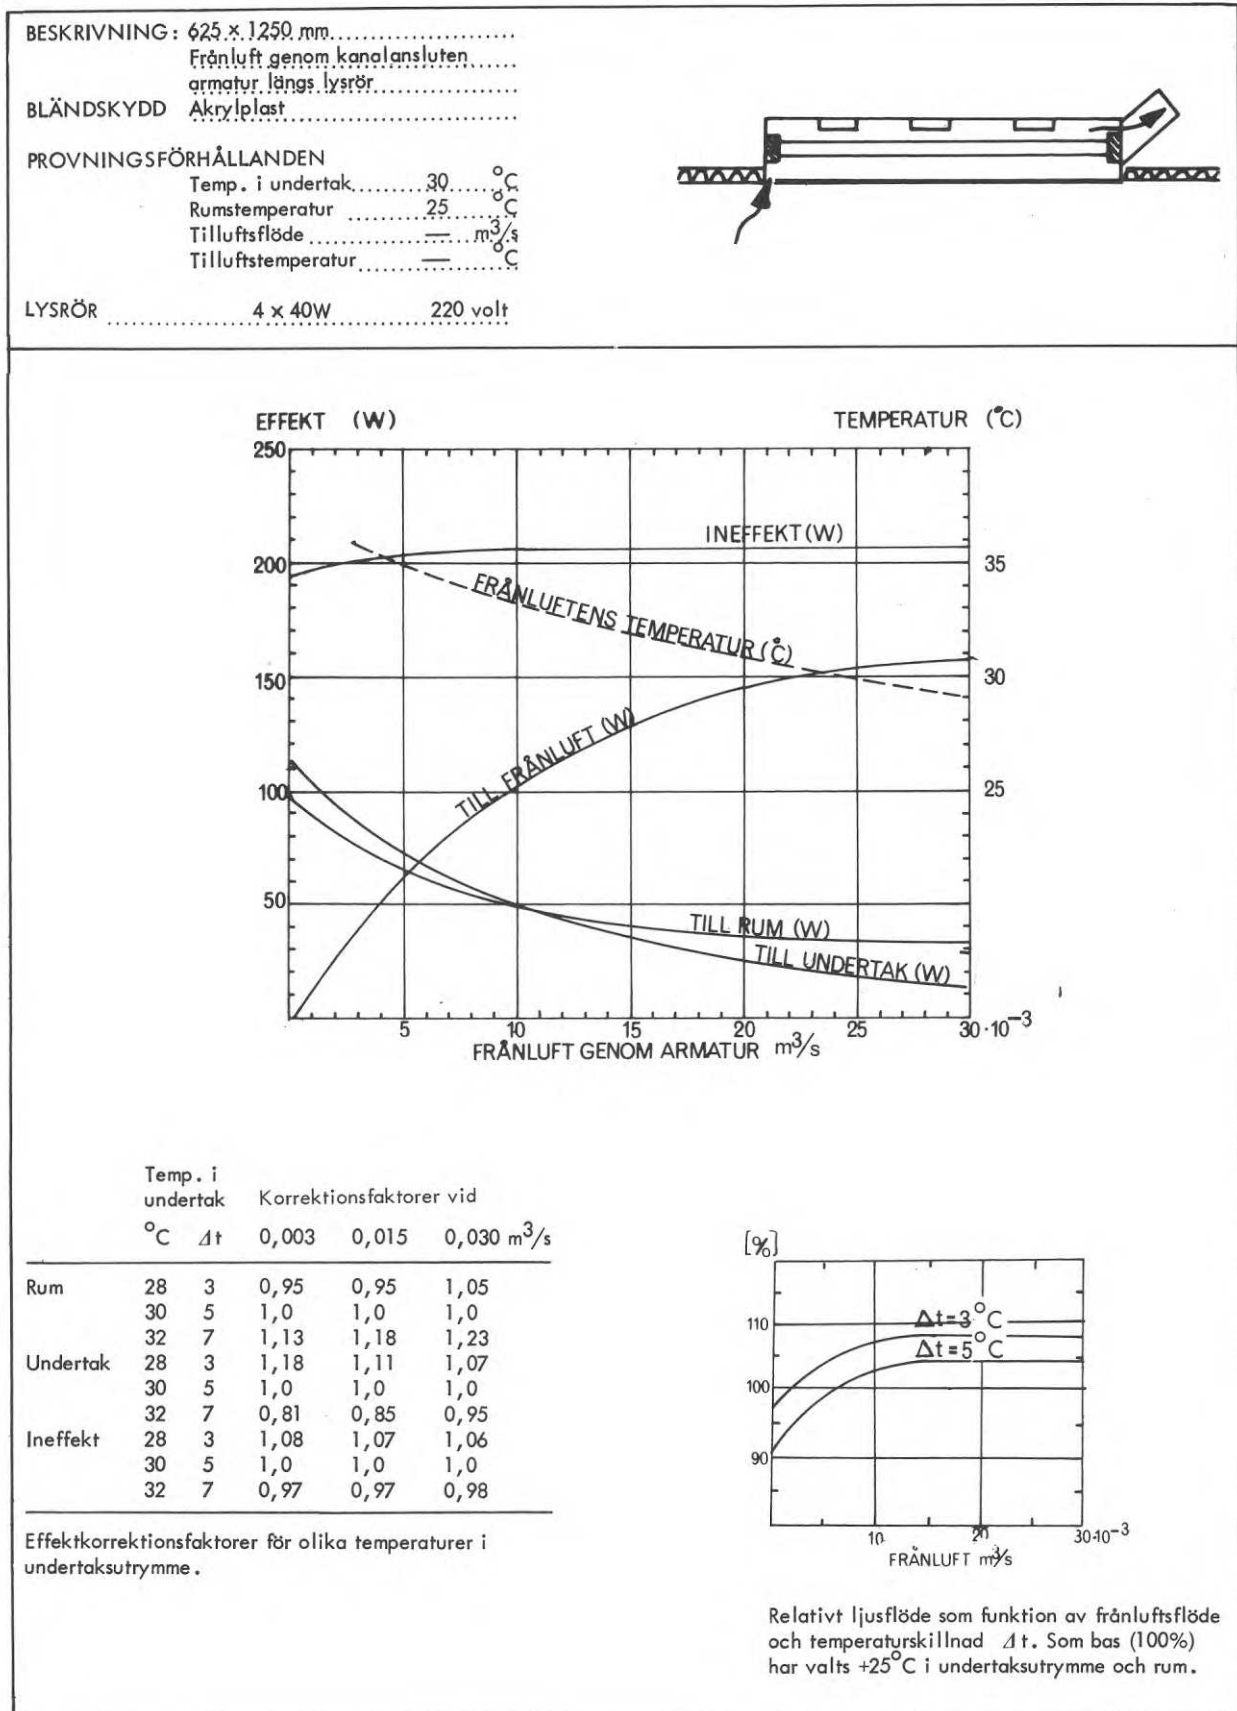 BESKRIVNING: 625 x 1250 mm
Frånluft genom kanalansluten
armatur längs lysrör
BLÄNDSKYDD Akrylplast
PROVNINGSFÖRHÅLLANDEN
Temp. i undertak 30 °C
Rumstemperatur 25 °C
Tilluftsflöde — m³/s
Tilluftstemperatur — °C
LYSRÖR 4 x 40W 220 volt
EFFEKT (W) TEMPERATUR (°C)
250
INEFFEKT (W)
200 35
FRÅNLUFTENS TEMPERATUR (°C)
150 30
TILL FRÅNLUFT (W)
100 25
50
TILL RUM (W)
TILL UNDERTAK (W)
5 10 15 20 25 30·10⁻³
FRÅNLUFT GENOM ARMATUR m³/s
Temp. i
undertak Korrektionsfaktorer vid
°C Δt 0,003 0,015 0,030 m³/s
Rum 28 3 0,95 0,95 1,05
30 5 1,0 1,0 1,0
32 7 1,13 1,18 1,23
Undertak 28 3 1,18 1,11 1,07
30 5 1,0 1,0 1,0
32 7 0,81 0,85 0,95
Ineffekt 28 3 1,08 1,07 1,06
30 5 1,0 1,0 1,0
32 7 0,97 0,97 0,98
Effektkorrektionsfaktorer för olika temperaturer i
undertaksutrymme.
[%]
110
Δt=3°C
Δt=5°C
100
90
10 20 30·10⁻³
FRÅNLUFT m³/s
Relativt ljusflöde som funktion av frånluftsflöde
och temperaturskillnad Δt. Som bas (100%)
har valts +25°C i undertaksutrymme och rum.